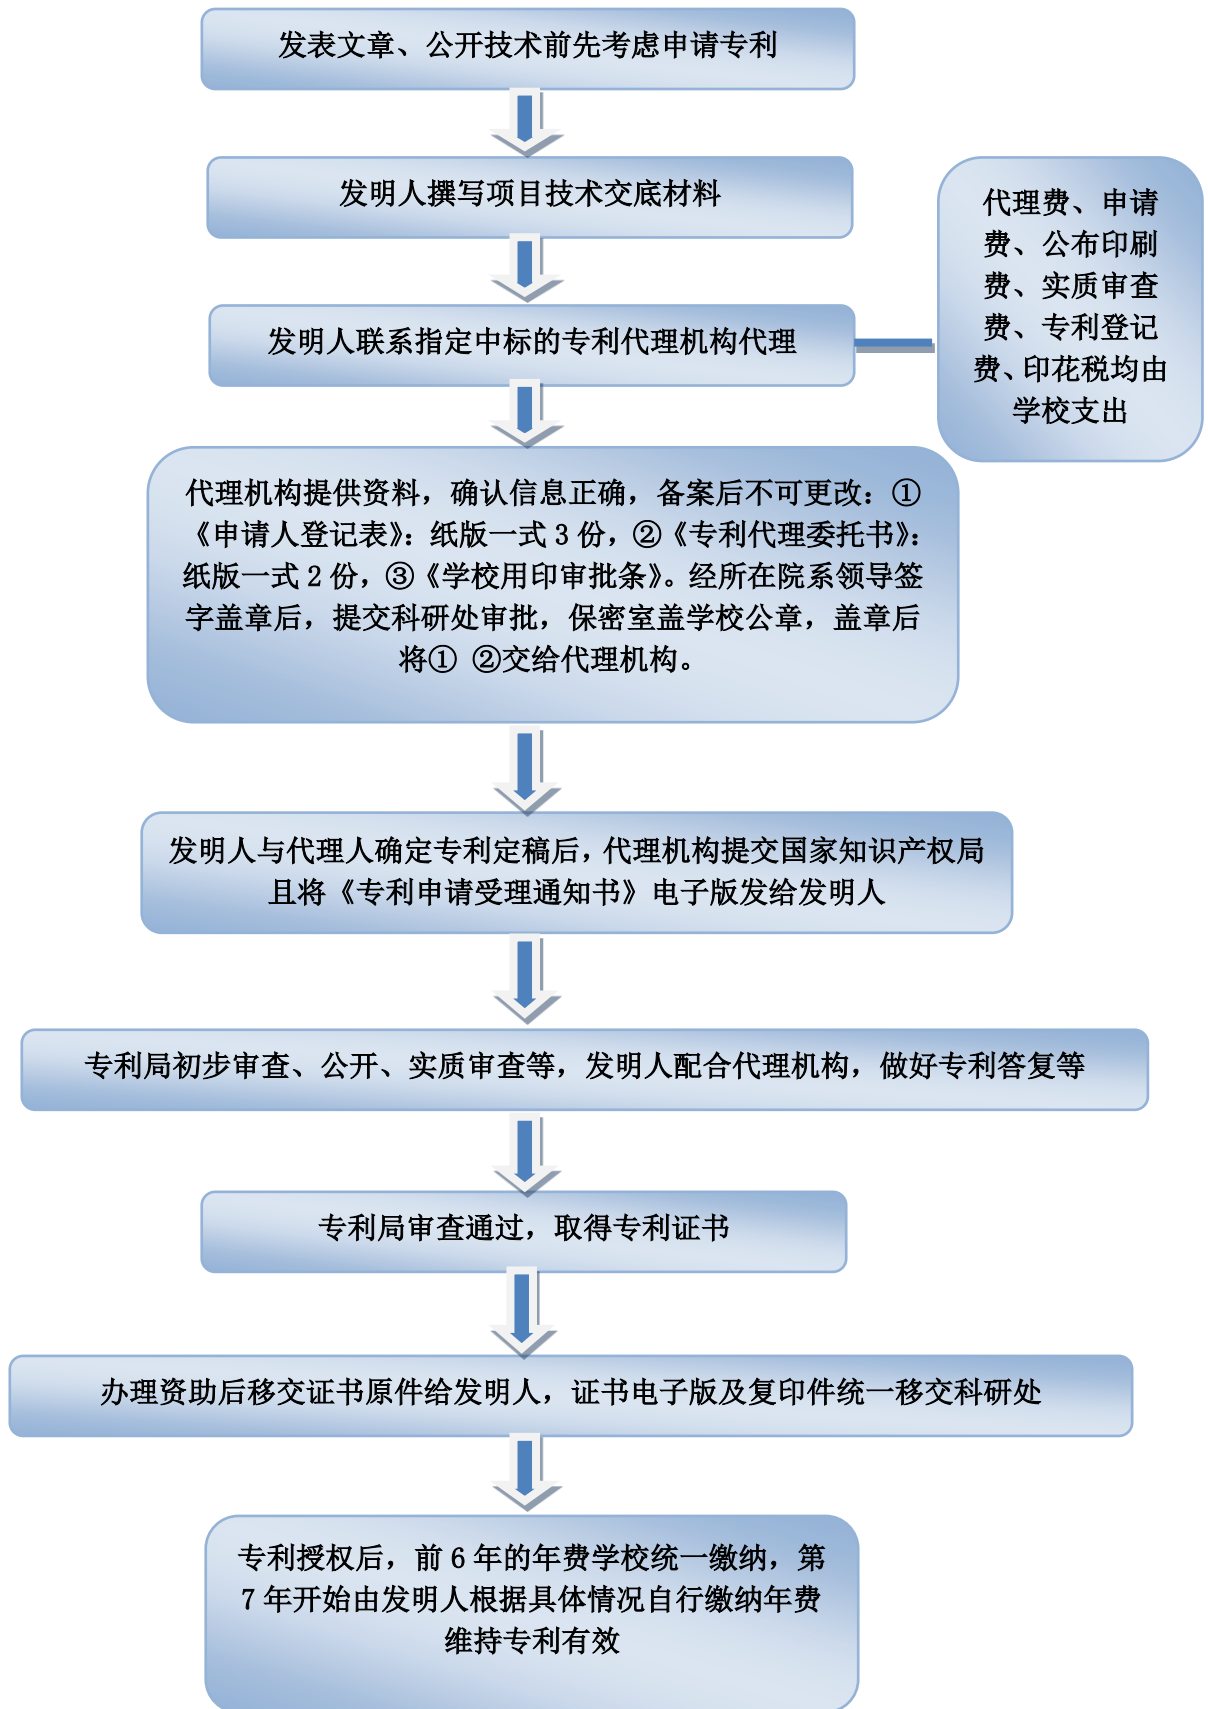 发表文章、公开技术前先考虑申请专利
发明人撰写项目技术交底材料
发明人联系指定中标的专利代理机构代理
代理费、申请
费、公布印刷
费、实质审查
费、专利登记
费、印花税均由
学校支出
代理机构提供资料，确认信息正确，备案后不可更改：①
《申请人登记表》：纸版一式 3 份，②《专利代理委托书》：
纸版一式 2 份，③《学校用印审批条》。经所在院系领导签
字盖章后，提交科研处审批，保密室盖学校公章，盖章后
将① ②交给代理机构。
发明人与代理人确定专利定稿后，代理机构提交国家知识产权局
且将《专利申请受理通知书》电子版发给发明人
专利局初步审查、公开、实质审查等，发明人配合代理机构，做好专利答复等
专利局审查通过，取得专利证书
办理资助后移交证书原件给发明人，证书电子版及复印件统一移交科研处
专利授权后，前 6 年的年费学校统一缴纳，第
7 年开始由发明人根据具体情况自行缴纳年费
维持专利有效